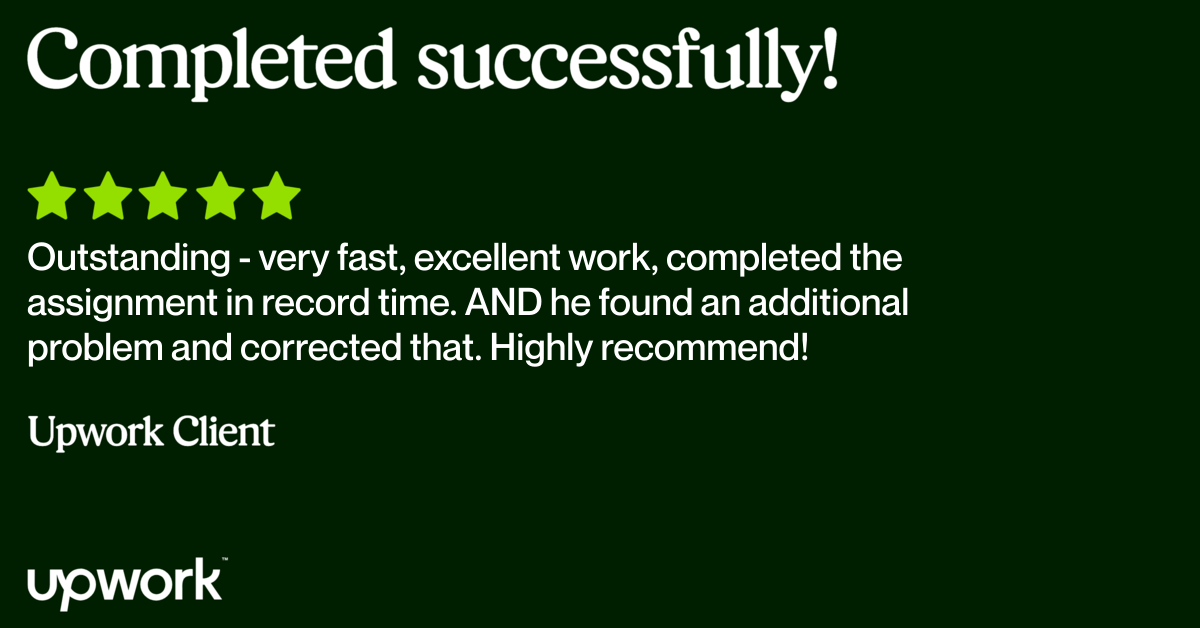 Completed successfully!
Outstanding - very fast, excellent work, completed the
assignment in record time. AND he found an additional
problem and corrected that. Highly recommend!
Upwork Client
upwork™